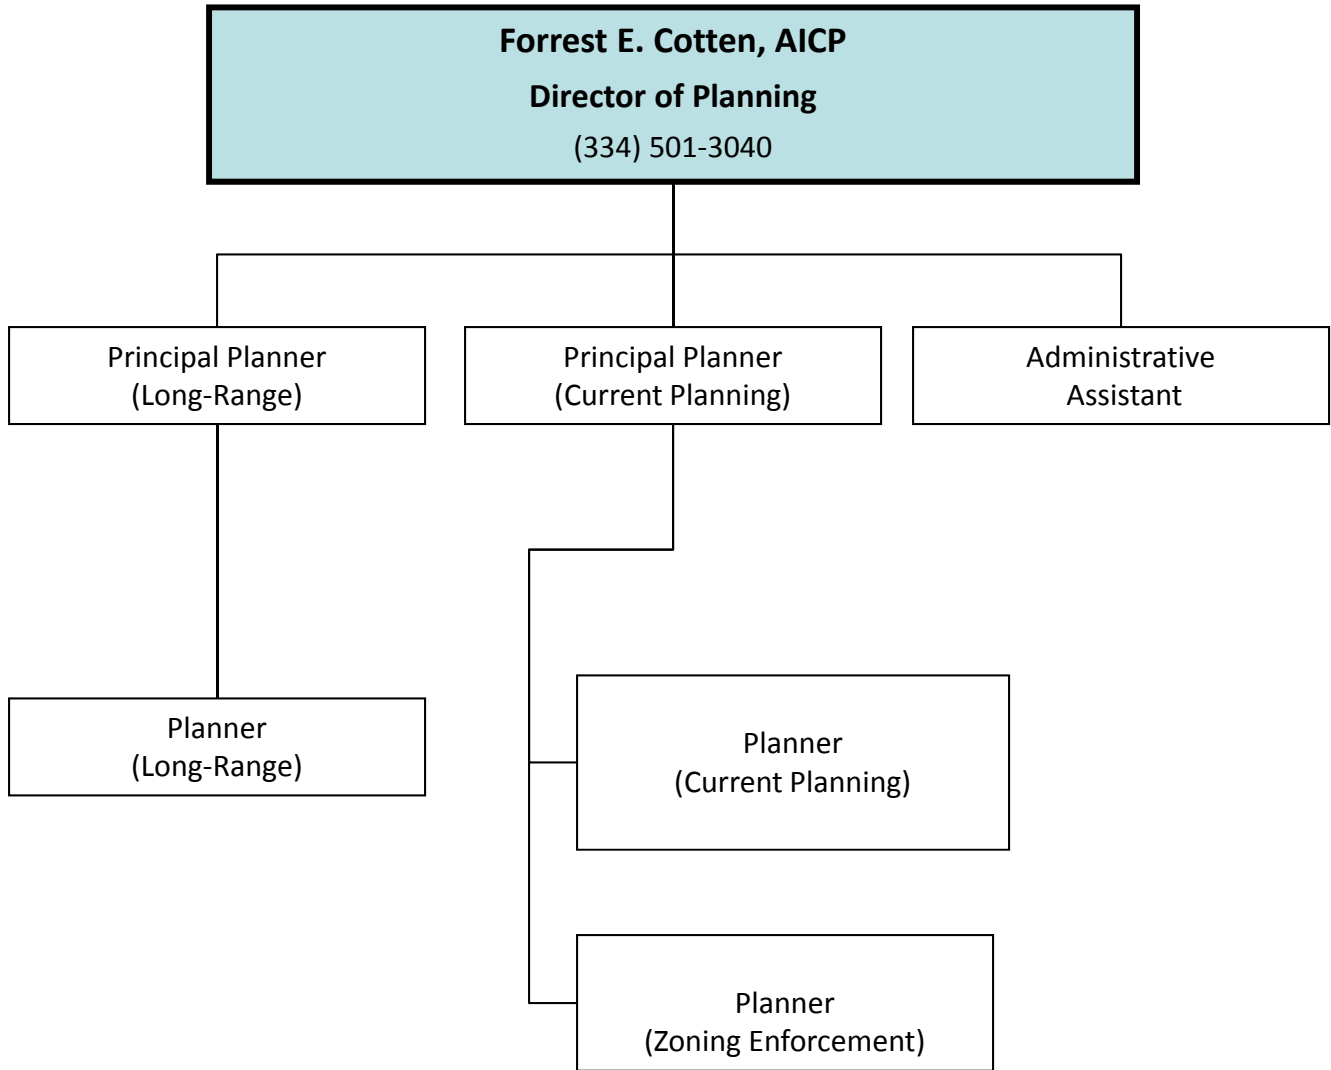 Forrest E. Cotten, AICP
Director of Planning
(334) 501-3040
Principal Planner
(Long-Range)
Principal Planner
(Current Planning)
Administrative
Assistant
Planner
(Long-Range)
Planner
(Current Planning)
Planner
(Zoning Enforcement)